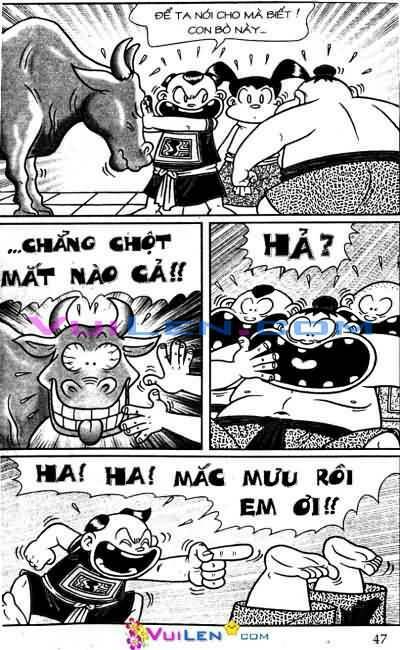 ĐỂ TA NÓI CHO MÀ BIẾT!
CON BÒ NÀY...
...CHẲNG CHỘT
MẮT NÀO CẢ!!
HẢ?
VuiLen.com
HA! HA! MẮC MƯU RỒI
EM ƠI!!
47
VuiLen.com